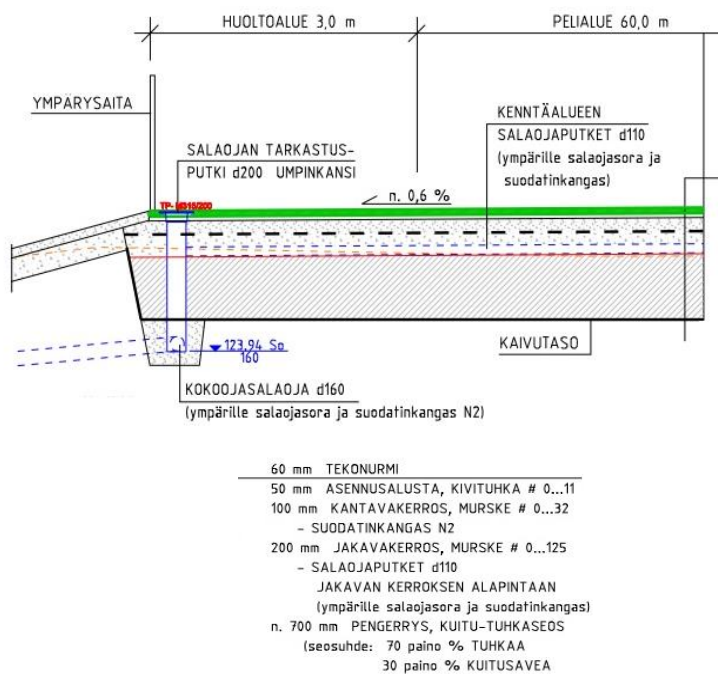 HUOLTOALUE 3,0 m
PELIALUE 60,0 m
YMPÄRYSAITA
SALAOJAN TARKASTUS-
PUTKI d200 UMPINKANSI
KENNTÄALUEEN
SALAOJAPUTKET d110
(ympärille salaojasora ja
suodatinkangas)
n. 0,6 %
TP- M315/200
KAIVUTASO
123.94 Sa
160
KOKOOJASALAOJA d160
(ympärille salaojasora ja suodatinkangas N2)
60 mm TEKONURMI
50 mm ASENNUSALUSTA, KIVITUHKA # 0...11
100 mm KANTAVAKERROS, MURSKE # 0...32
- SUODATINKANGAS N2
200 mm JAKAVAKERROS, MURSKE # 0...125
- SALAOJAPUTKET d110
JAKAVAN KERROKSEN ALAPINTAAN
(ympärille salaojasora ja suodatinkangas)
n. 700 mm PENGERRYS, KUITU-TUHKASEOS
(seosuhde: 70 paino % TUHKAA
30 paino % KUITUSAVEA